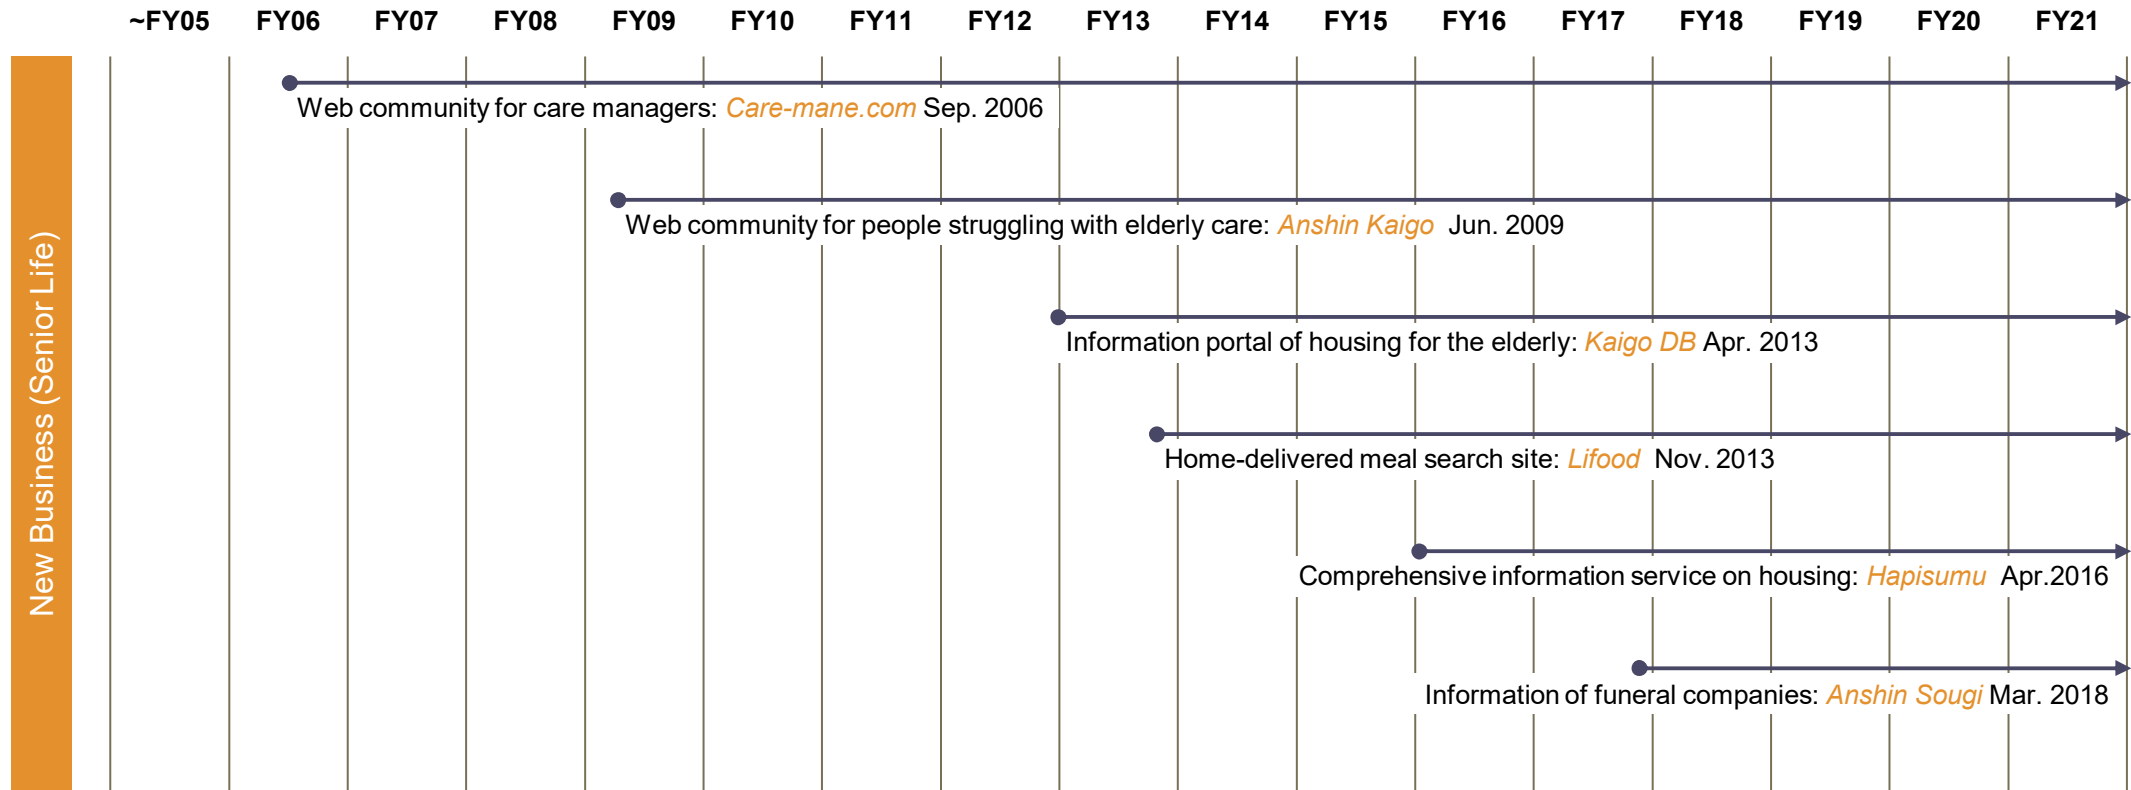 ~FY05 FY06 FY07 FY08 FY09 FY10 FY11 FY12 FY13 FY14 FY15 FY16 FY17 FY18 FY19 FY20 FY21
New Business (Senior Life)
Web community for care managers: Care-mane.com Sep. 2006
Web community for people struggling with elderly care: Anshin Kaigo Jun. 2009
Information portal of housing for the elderly: Kaigo DB Apr. 2013
Home-delivered meal search site: Lifood Nov. 2013
Comprehensive information service on housing: Hapisumu Apr.2016
Information of funeral companies: Anshin Sougi Mar. 2018